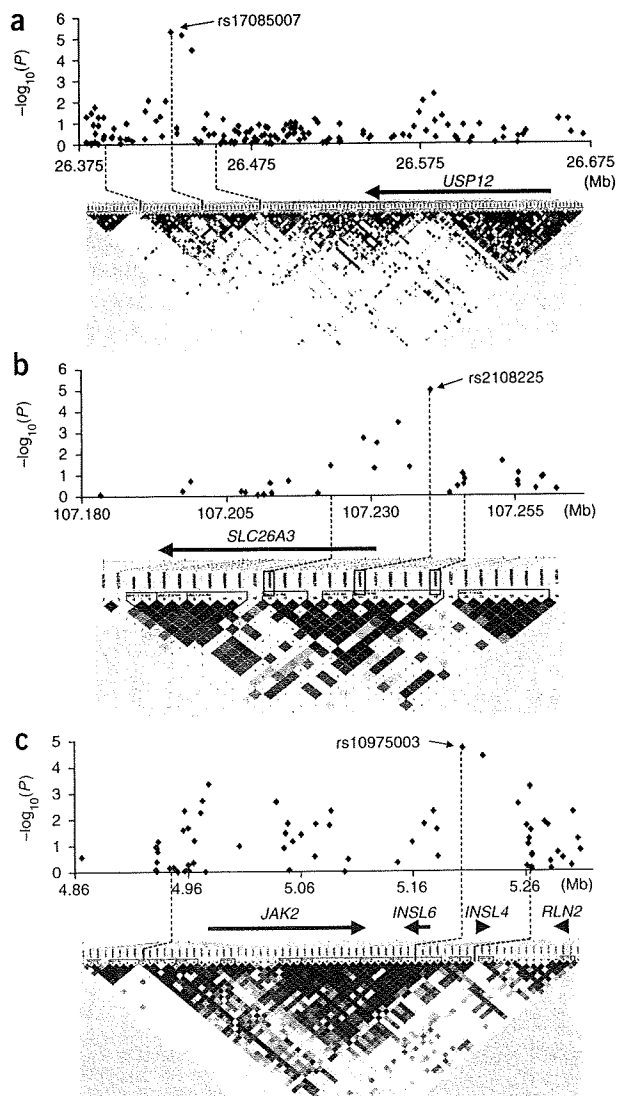 a
rs17085007
−log₁₀(P)
6
5
4
3
2
1
0
26.375 26.475 26.575 26.675
(Mb)
USP12
b
rs2108225
−log₁₀(P)
6
5
4
3
2
1
0
107.180 107.205 107.230 107.255 (Mb)
SLC26A3
c
rs10975003
−log₁₀(P)
5
4
3
2
1
0
4.86 4.96 5.06 5.16 5.26 (Mb)
JAK2 INSL6 INSL4 RLN2